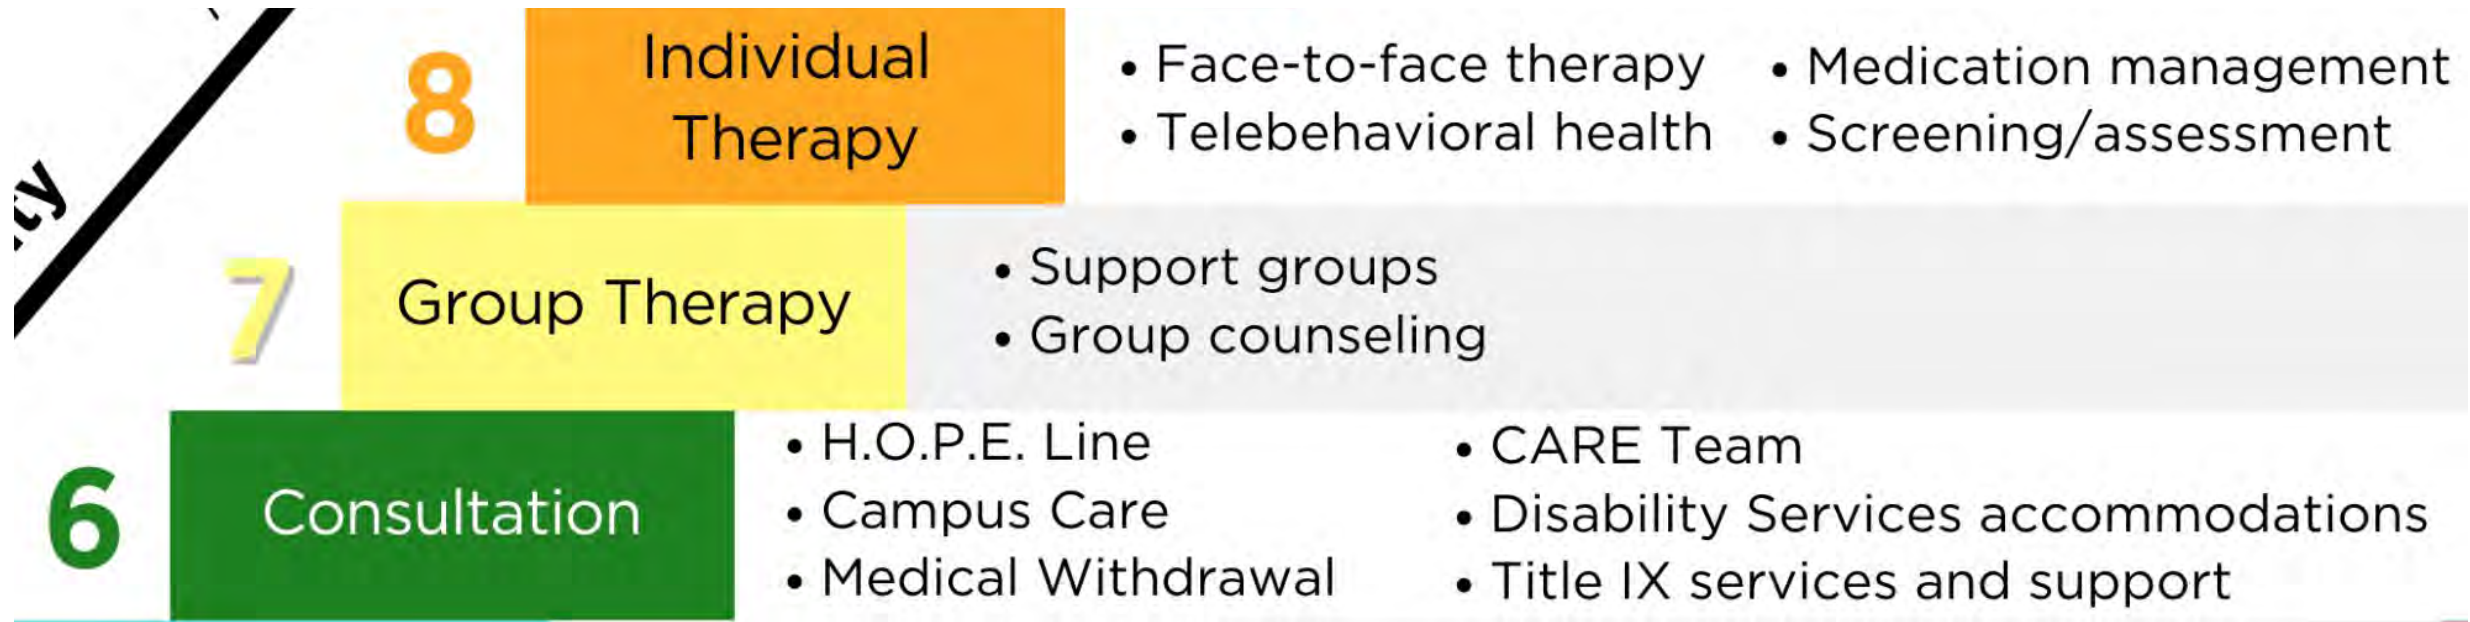 8
Individual
Therapy
• Face-to-face therapy
• Telebehavioral health
• Medication management
• Screening/assessment
7
Group Therapy
• Support groups
• Group counseling
6
Consultation
• H.O.P.E. Line
• Campus Care
• Medical Withdrawal
• CARE Team
• Disability Services accommodations
• Title IX services and support